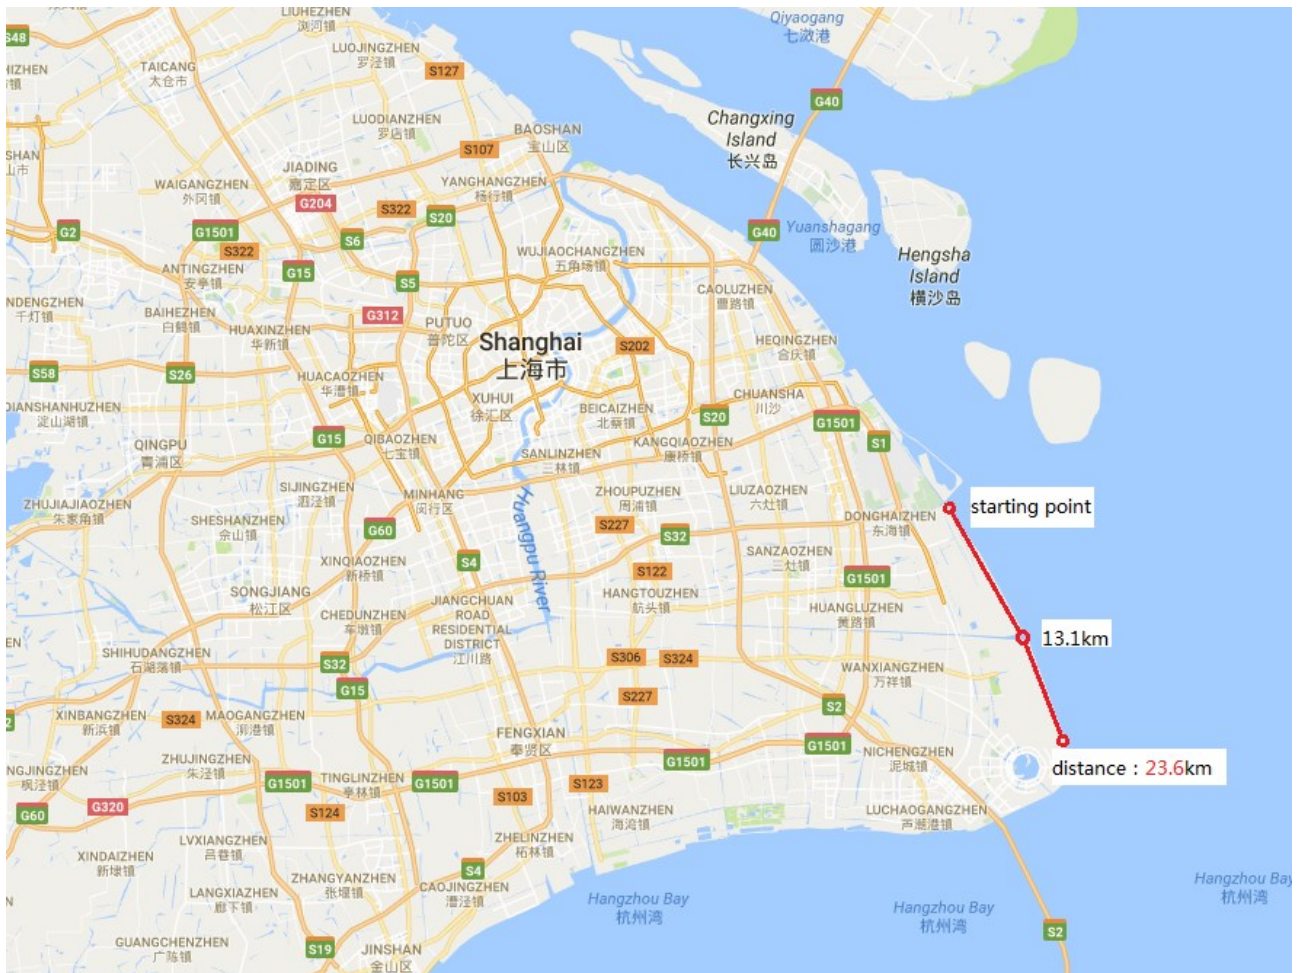 LIUHEZHEN
浏河镇
Qiyaogang
七滧港
S48
LUOJINGZHEN
罗泾镇
TAICANG
太仓市
S127
G40
Changxing
Island
长兴岛
LUODIANZHEN
罗店镇
BAOSHAN
宝山区
S107
JIADING
嘉定区
WAIGANGZHEN
外冈镇
YANGHANGZHEN
杨行镇
G204
S322
S20
G2
G1501
S6
S322
G40
Yuanshagang
圆沙港
Hengsha
Island
横沙岛
WUJIAOCHANGZHEN
五角场镇
ANTINGZHEN
安亭镇
G15
S5
CAOLUZHEN
曹路镇
NDENGZHEN
千灯镇
BAIHEZHEN
白鹤镇
G312
HUAXINZHEN
华新镇
PUTUO
普陀区
Shanghai
上海市
S202
HEQINGZHEN
合庆镇
S58
S26
HUACAOZHEN
华漕镇
XUHUI
徐汇区
CHUANSHA
川沙
DIANSHANHUZHEN
淀山湖镇
BEICAIZHEN
北蔡镇
S20
G1501
QINGPU
青浦区
G15
QIBAOZHEN
七宝镇
KANGQIAOZHEN
康桥镇
S1
SANLINZHEN
三林镇
SIJINGZHEN
泗泾镇
MINHANG
闵行区
ZHOUPUZHEN
周浦镇
LIUZAOZHEN
六灶镇
ZHUJIAJIAOZHEN
朱家角镇
SHESHANZHEN
佘山镇
G60
Huangpu River
S227
S32
DONGHAIZHEN
东海镇
starting point
XINQIAOZHEN
新桥镇
S4
SANZAOZHEN
三灶镇
S122
G1501
SONGJIANG
松江区
HANGTOUZHEN
航头镇
CHEDUNZHEN
车墩镇
JIANGCHUAN
ROAD
RESIDENTIAL
DISTRICT
江川路
HUANGLUZHEN
黄路镇
13.1km
SHIHUDANGZHEN
石湖荡镇
S32
S306
S324
WANXIANGZHEN
万祥镇
G15
S227
S2
XINBANGZHEN
新浜镇
S324
MAOGANGZHEN
泖港镇
FENGXIAN
奉贤区
G1501
G1501
NICHENGZHEN
泥城镇
distance：23.6km
NGJINGZHEN
枫泾镇
ZHUJINGZHEN
朱泾镇
G1501
TINGLINZHEN
亭林镇
G1501
S123
S103
G60
G320
S124
HAIWANZHEN
海湾镇
LUCHAOGANGZHEN
芦潮港镇
LVXIANGZHEN
吕巷镇
ZHELINZHEN
柘林镇
XINDAIZHEN
新埭镇
S4
ZHANGYANZHEN
张堰镇
CAOJINGZHEN
漕泾镇
LANGXIAZHEN
廊下镇
Hangzhou Bay
杭州湾
Hangzhou Bay
杭州湾
Hangzhou Bay
杭州湾
S2
GUANGCHENZHEN
广陈镇
S19
JINSHAN
金山区